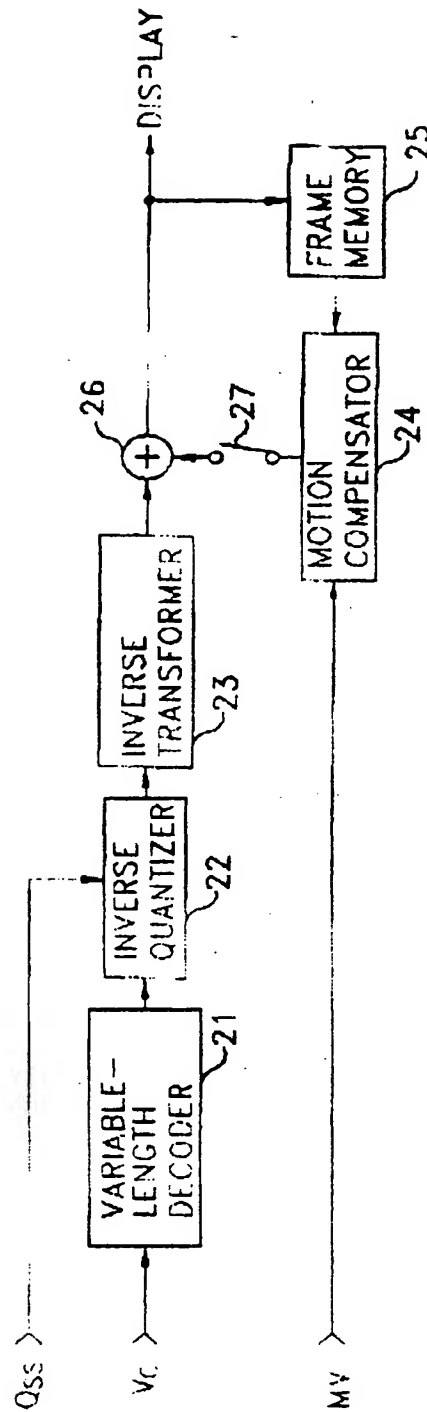 Qss
Vc
MV
VARIABLE-
LENGTH
DECODER
21
INVERSE
QUANTIZER
22
INVERSE
TRANSFORMER
23
26
27
DISPLAY
MOTION
COMPENSATOR
24
FRAME
MEMORY
25